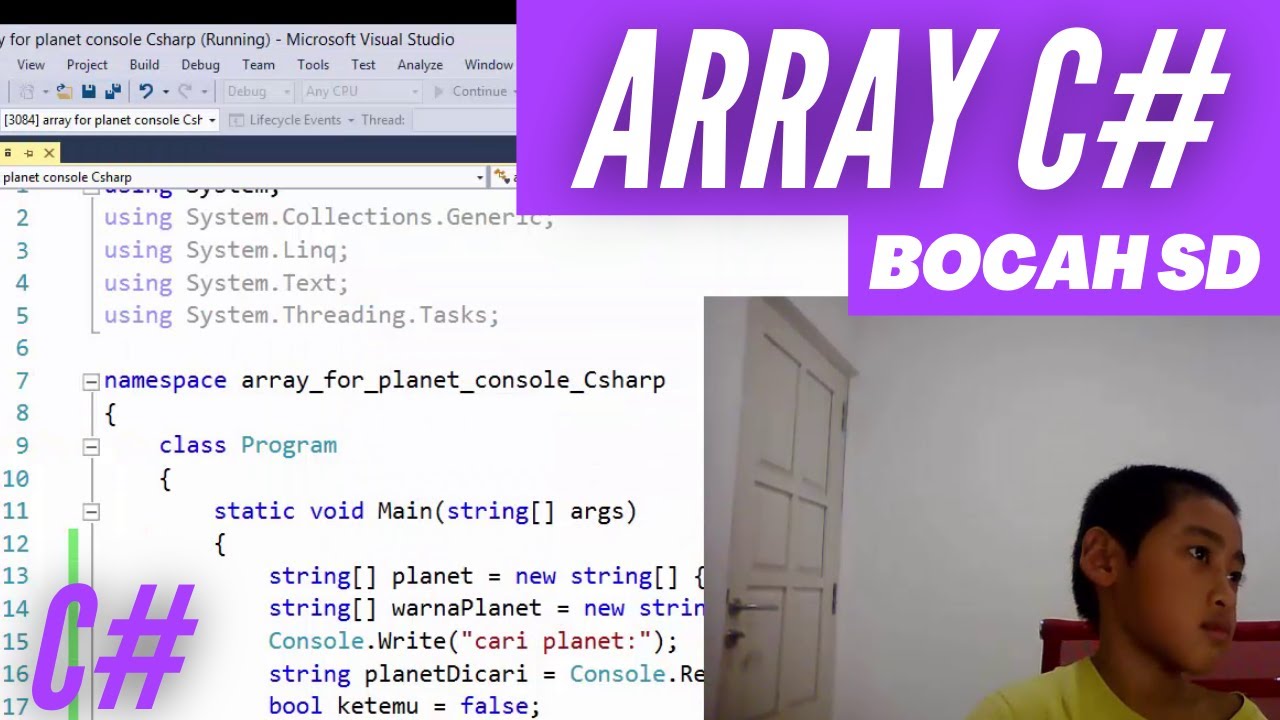 y for planet console Csharp (Running) - Microsoft Visual Studio
View Project Build Debug Team Tools Test Analyze Window
Debug Any CPU Continue
[3084] array for planet console Csh Lifecycle Events Thread:
planet console Csharp
ARRAY C#
BOCAH SD
1 using System;
2 using System.Collections.Generic;
3 using System.Linq;
4 using System.Text;
5 using System.Threading.Tasks;
6
7 namespace array_for_planet_console_Csharp
8 {
9 class Program
10 {
11 static void Main(string[] args)
12 {
13 string[] planet = new string[] {
14 string[] warnaPlanet = new strin
15 Console.Write("cari planet:");
16 string planetDicari = Console.Re
17 bool ketemu = false;
C#